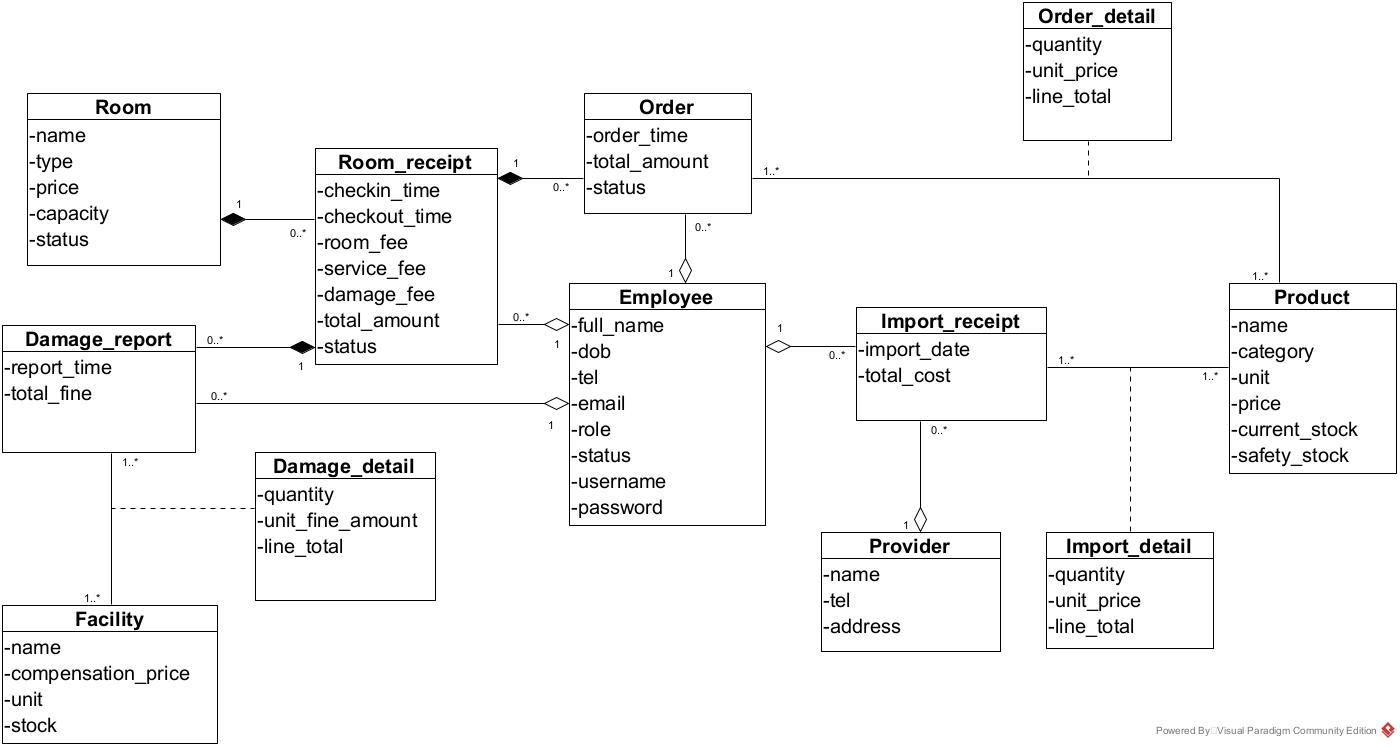 Order_detail
-quantity
-unit_price
-line_total
Room
-name
-type
-price
-capacity
-status
Order
-order_time
-total_amount
-status
Room_receipt
-checkin_time
-checkout_time
-room_fee
-service_fee
-damage_fee
-total_amount
-status
1
0..*
1
0..*
1..*
1..*
0..*
1
Employee
-full_name
-dob
-tel
-email
-role
-status
-username
-password
0..*
1
Product
-name
-category
-unit
-price
-current_stock
-safety_stock
Import_receipt
-import_date
-total_cost
1
0..*
1..*
1..*
Damage_report
-report_time
-total_fine
0..*
1
0..*
1
1..*
1..*
Damage_detail
-quantity
-unit_fine_amount
-line_total
0..*
1
Provider
-name
-tel
-address
Import_detail
-quantity
-unit_price
-line_total
Facility
-name
-compensation_price
-unit
-stock
Powered By Visual Paradigm Community Edition